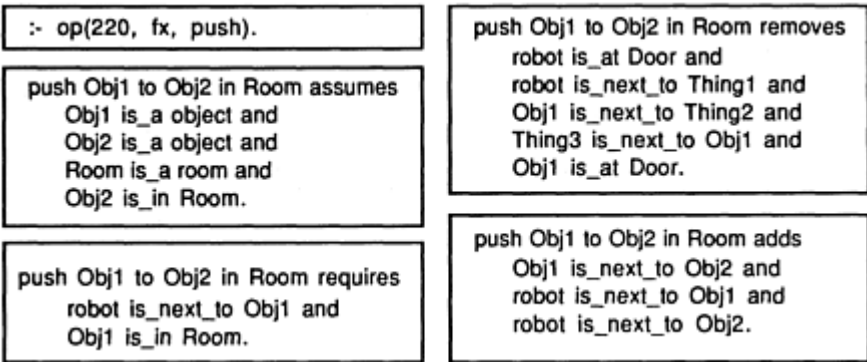 :- op(220, fx, push).
push Obj1 to Obj2 in Room assumes
Obj1 is_a object and
Obj2 is_a object and
Room is_a room and
Obj2 is_in Room.
push Obj1 to Obj2 in Room requires
robot is_next_to Obj1 and
Obj1 is_in Room.
push Obj1 to Obj2 in Room removes
robot is_at Door and
robot is_next_to Thing1 and
Obj1 is_next_to Thing2 and
Thing3 is_next_to Obj1 and
Obj1 is_at Door.
push Obj1 to Obj2 in Room adds
Obj1 is_next_to Obj2 and
robot is_next_to Obj1 and
robot is_next_to Obj2.